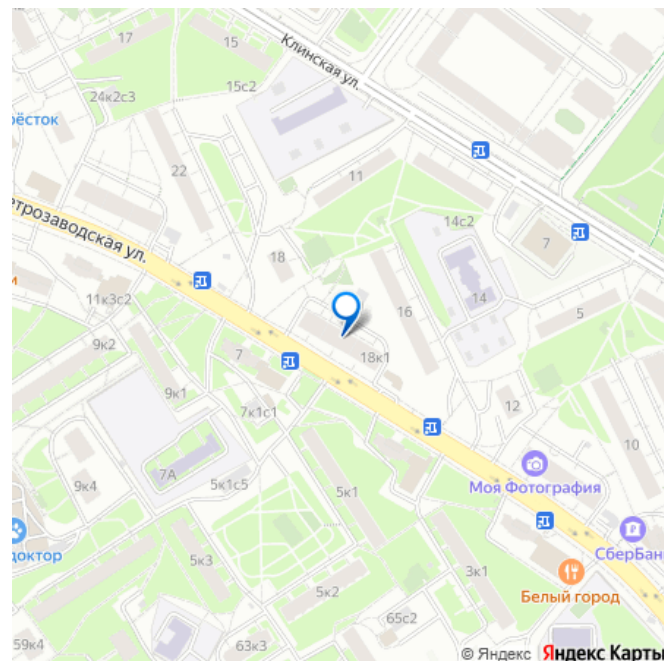 17
15
Клинская ул.
15с2
24к2с3
рёсток
22
11
14с2
7
трозаводская ул.
18
и
11к3с2
16
14
5
9к2
7
18к1
9к1
7к1с1
12
10
9к4
7А
5к1с5
5к1
Моя Фотография
доктор
5к3
СберБан
3к1
5к2
Белый город
65с2
59к4
63к3
© Яндекс Яндекс Карты